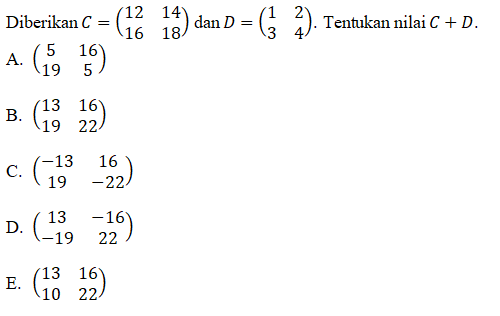 Diberikan C = (12 14
16 18) dan D = (1 2
3 4). Tentukan nilai C + D.
A. (5 16
19 5)
B. (13 16
19 22)
C. (−13 16
19 −22)
D. (13 −16
−19 22)
E. (13 16
10 22)